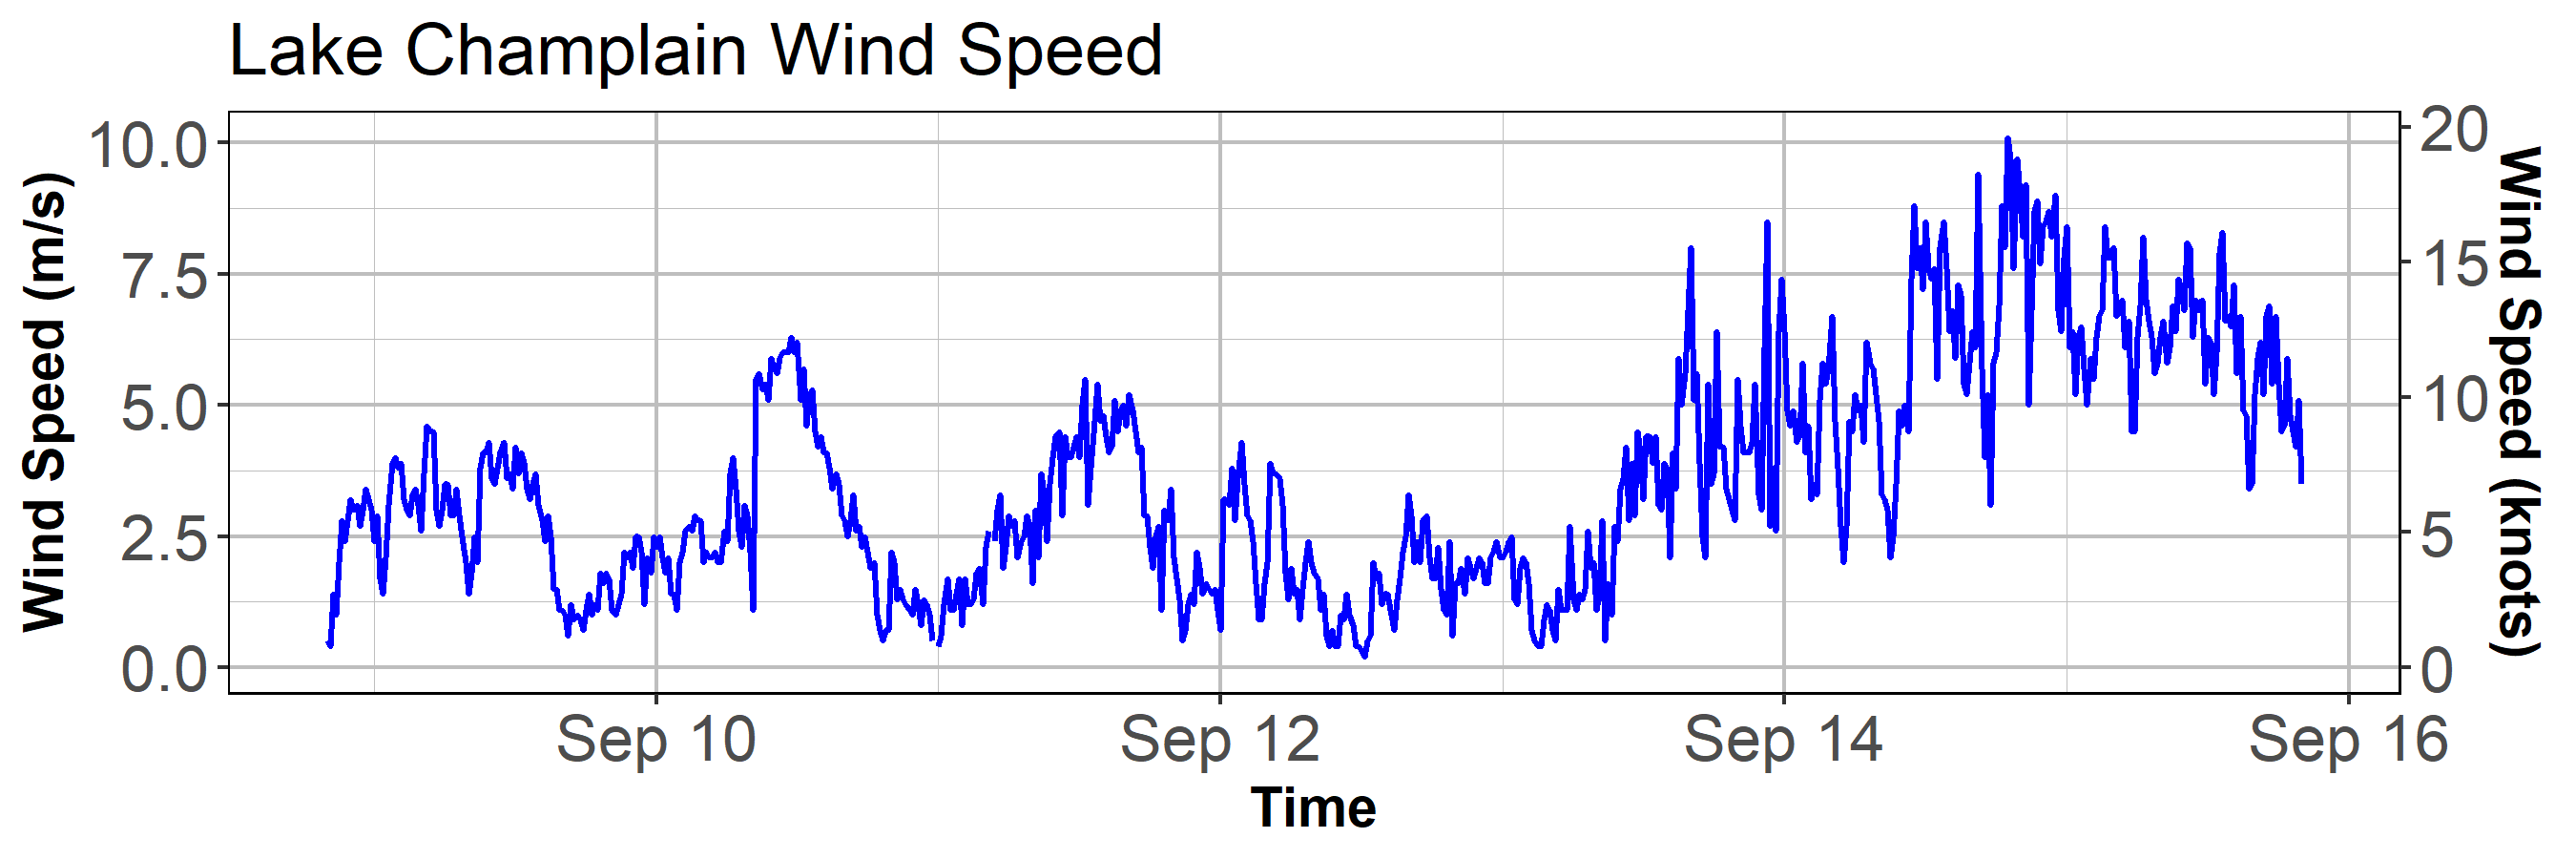 Lake Champlain Wind Speed
Wind Speed (m/s)
10.0
7.5
5.0
2.5
0.0
20
15
10
5
0
Wind Speed (knots)
Sep 10 Sep 12 Sep 14 Sep 16
Time